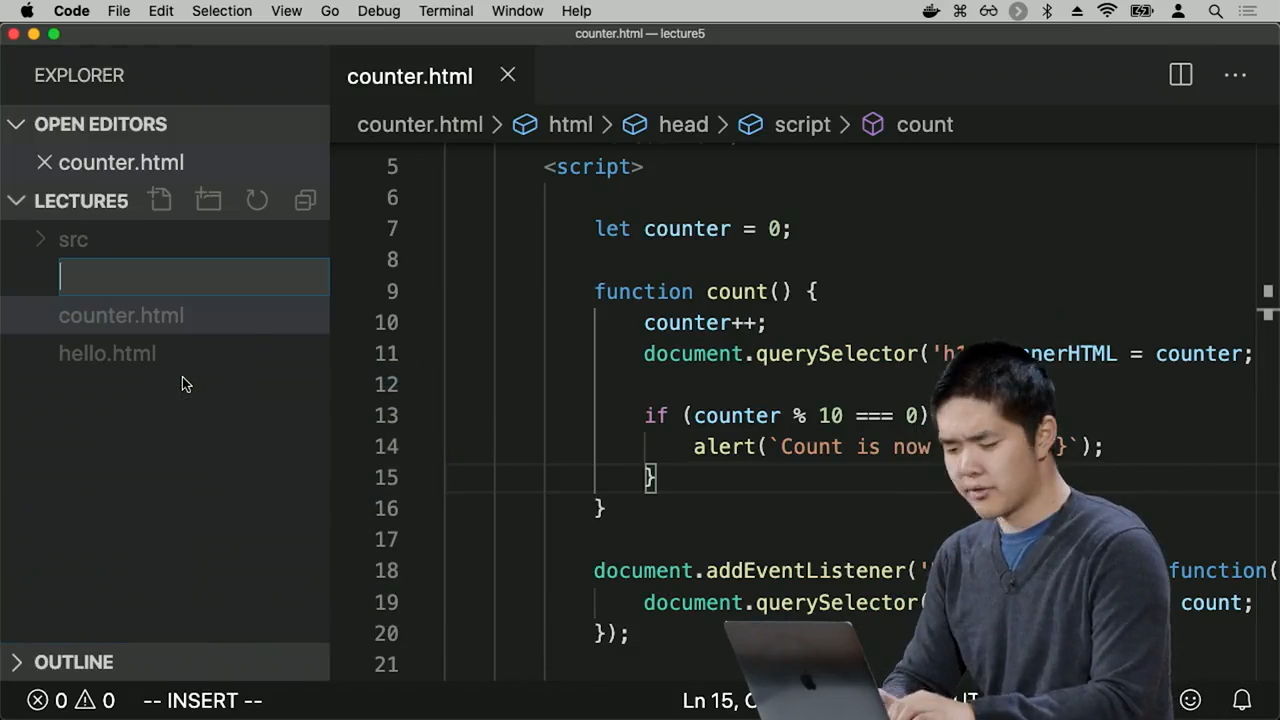 Code File Edit Selection View Go Debug Terminal Window Help
counter.html — lecture5
EXPLORER
OPEN EDITORS
counter.html
LECTURE5
src
counter.html
hello.html
OUTLINE
counter.html
counter.html > html > head > script > count
5 <script>
6
7 let counter = 0;
8
9 function count() {
10 counter++;
11 document.querySelector('h1 nnerHTML = counter;
12
13 if (counter % 10 === 0)
14 alert(`Count is now }`);
15 }
16 }
17
18 document.addEventListener(' function(
19 document.querySelector( count;
20 });
21
0 0 -- INSERT -- Ln 15,